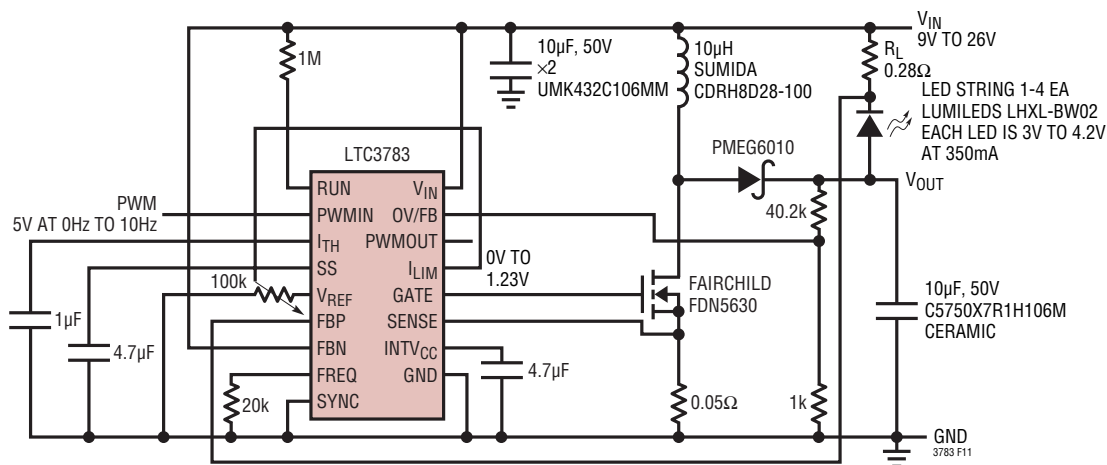 VIN
9V TO 26V
1M
10µF, 50V
×2
UMK432C106MM
10µH
SUMIDA
CDRH8D28-100
RL
0.28Ω
LED STRING 1-4 EA
LUMILEDS LHXL-BW02
EACH LED IS 3V TO 4.2V
AT 350mA
LTC3783
PMEG6010
VOUT
RUN
VIN
PWM
5V AT 0Hz TO 10Hz
PWMIN
OV/FB
40.2k
ITH
PWMOUT
SS
ILIM
0V TO
1.23V
100k
VREF
GATE
FAIRCHILD
FDN5630
FBP
SENSE
10µF, 50V
C5750X7R1H106M
CERAMIC
1µF
4.7µF
FBN
INTVCC
4.7µF
FREQ
GND
20k
SYNC
0.05Ω
1k
GND
3783 F11